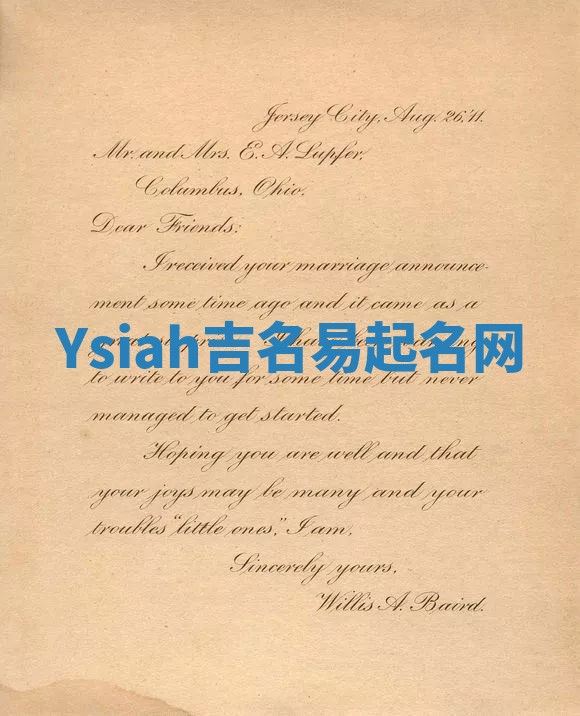 Jersey City, Aug. 26, '11.
Mr. and Mrs. E. A. Lupfer,
Columbus, Ohio.
Dear Friends:
I received your marriage announce-
ment some time ago and it came as a
Ysiah吉名易起名网
to write to you for some time but never
managed to get started.
Hoping you are well and that
your joys may be many and your
troubles "little ones," I am,
Sincerely yours,
Willis A. Baird.